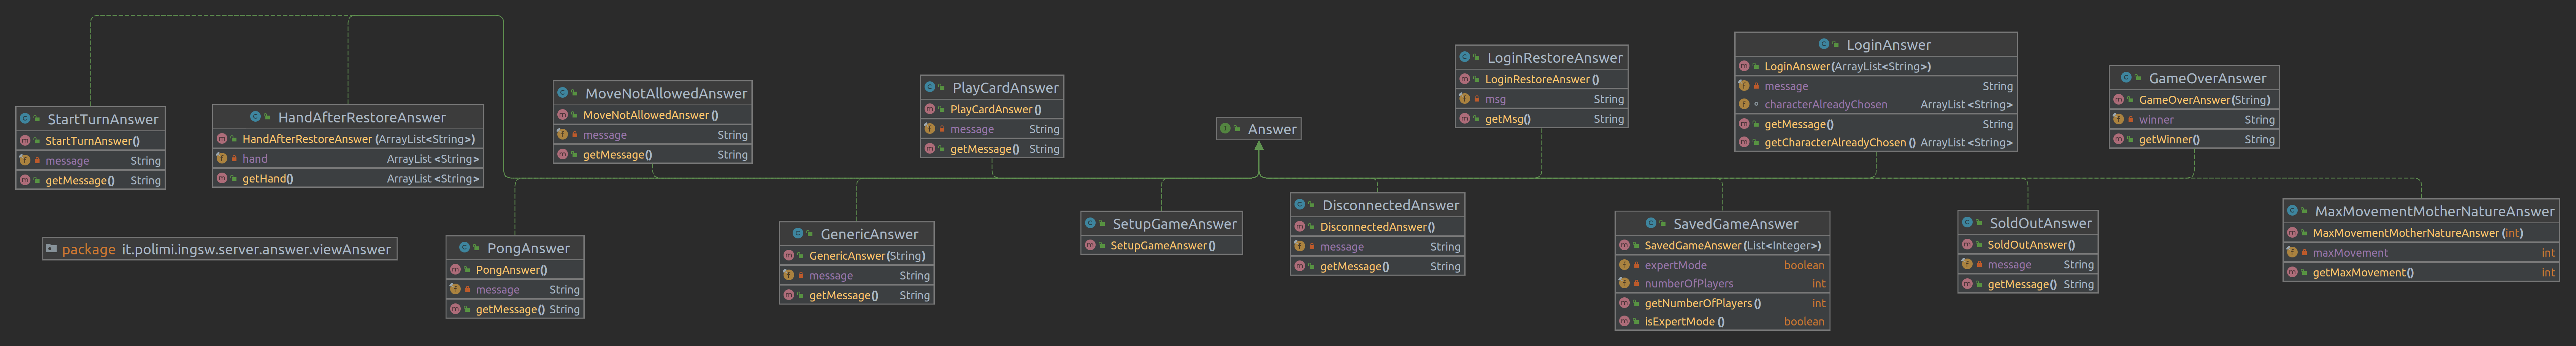 StartTurnAnswer
StartTurnAnswer()
message String
getMessage() String
HandAfterRestoreAnswer
HandAfterRestoreAnswer (ArrayList<String>)
hand ArrayList <String>
getHand() ArrayList <String>
MoveNotAllowedAnswer
MoveNotAllowedAnswer ()
message String
getMessage() String
PlayCardAnswer
PlayCardAnswer ()
message String
getMessage() String
Answer
LoginRestoreAnswer
LoginRestoreAnswer ()
msg String
getMsg() String
LoginAnswer
LoginAnswer(ArrayList<String>)
message String
characterAlreadyChosen ArrayList <String>
getMessage() String
getCharacterAlreadyChosen () ArrayList <String>
GameOverAnswer
GameOverAnswer(String)
winner String
getWinner() String
package it.polimi.ingsw.server.answer.viewAnswer
PongAnswer
PongAnswer()
message String
getMessage() String
GenericAnswer
GenericAnswer(String)
message String
getMessage() String
SetupGameAnswer
SetupGameAnswer()
DisconnectedAnswer
DisconnectedAnswer()
message String
getMessage() String
SavedGameAnswer
SavedGameAnswer(List<Integer>)
expertMode boolean
numberOfPlayers int
getNumberOfPlayers () int
isExpertMode () boolean
SoldOutAnswer
SoldOutAnswer()
message String
getMessage() String
MaxMovementMotherNatureAnswer
MaxMovementMotherNatureAnswer (int)
maxMovement int
getMaxMovement() int